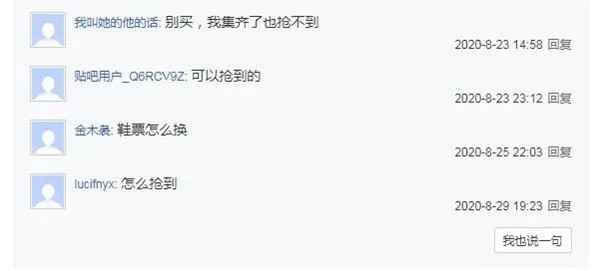 我叫她的他的话: 别买，我集齐了也抢不到
2020-8-23 14:58 回复
贴吧用户_Q6RCV9Z: 可以抢到的
2020-8-23 23:12 回复
金木袅: 鞋票怎么换
2020-8-25 22:03 回复
lucifnyx: 怎么抢到
2020-8-29 19:23 回复
我也说一句